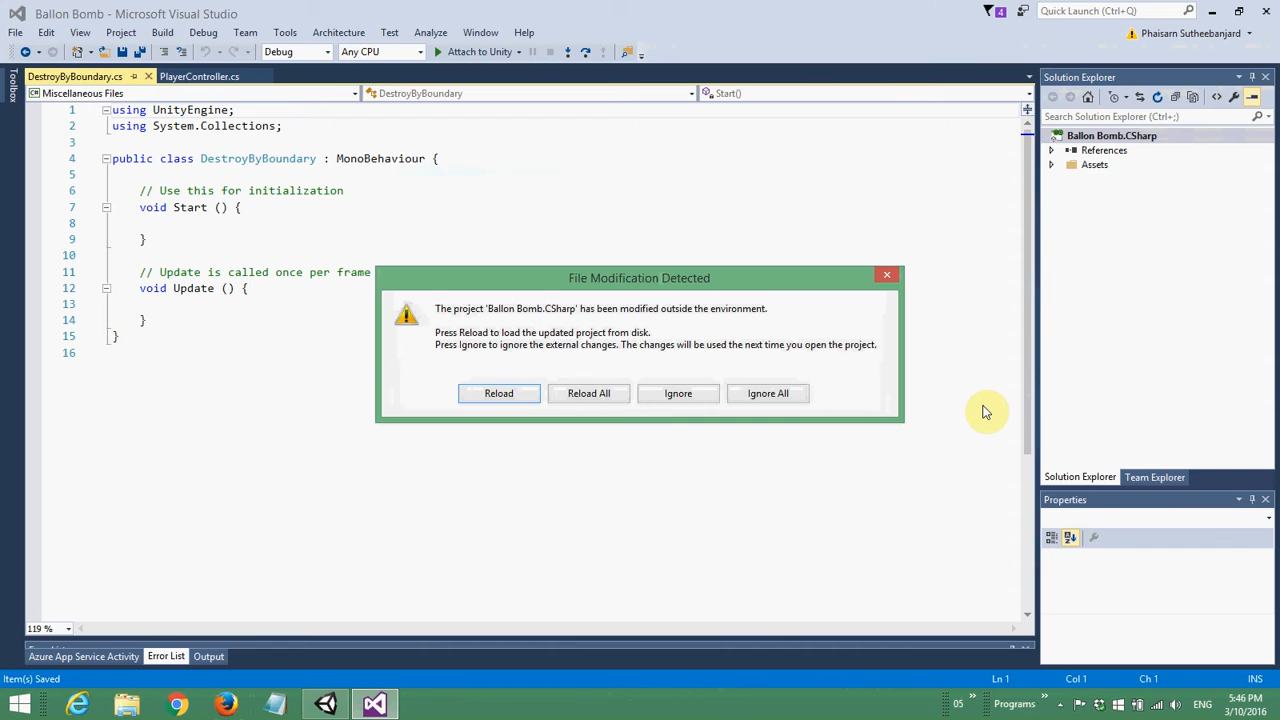 Ballon Bomb - Microsoft Visual Studio
4
Quick Launch (Ctrl+Q)
File Edit View Project Build Debug Team Tools Architecture Test Analyze Window Help
Phaisarn Sutheebanjard
Debug Any CPU Attach to Unity
Toolbox
DestroyByBoundary.cs PlayerController.cs
Miscellaneous Files DestroyByBoundary Start()
1 using UnityEngine;
2 using System.Collections;
3
4 public class DestroyByBoundary : MonoBehaviour {
5
6 // Use this for initialization
7 void Start () {
8
9 }
10
11 // Update is called once per frame
12 void Update () {
13
14 }
15 }
16
File Modification Detected
The project 'Ballon Bomb.CSharp' has been modified outside the environment.
Press Reload to load the updated project from disk.
Press Ignore to ignore the external changes. The changes will be used the next time you open the project.
Reload Reload All Ignore Ignore All
Solution Explorer
Search Solution Explorer (Ctrl+;)
Ballon Bomb.CSharp
References
Assets
Solution Explorer Team Explorer
Properties
119 %
Azure App Service Activity Error List Output
Item(s) Saved Ln 1 Col 1 Ch 1 INS
05 Programs ENG 5:46 PM
3/10/2016